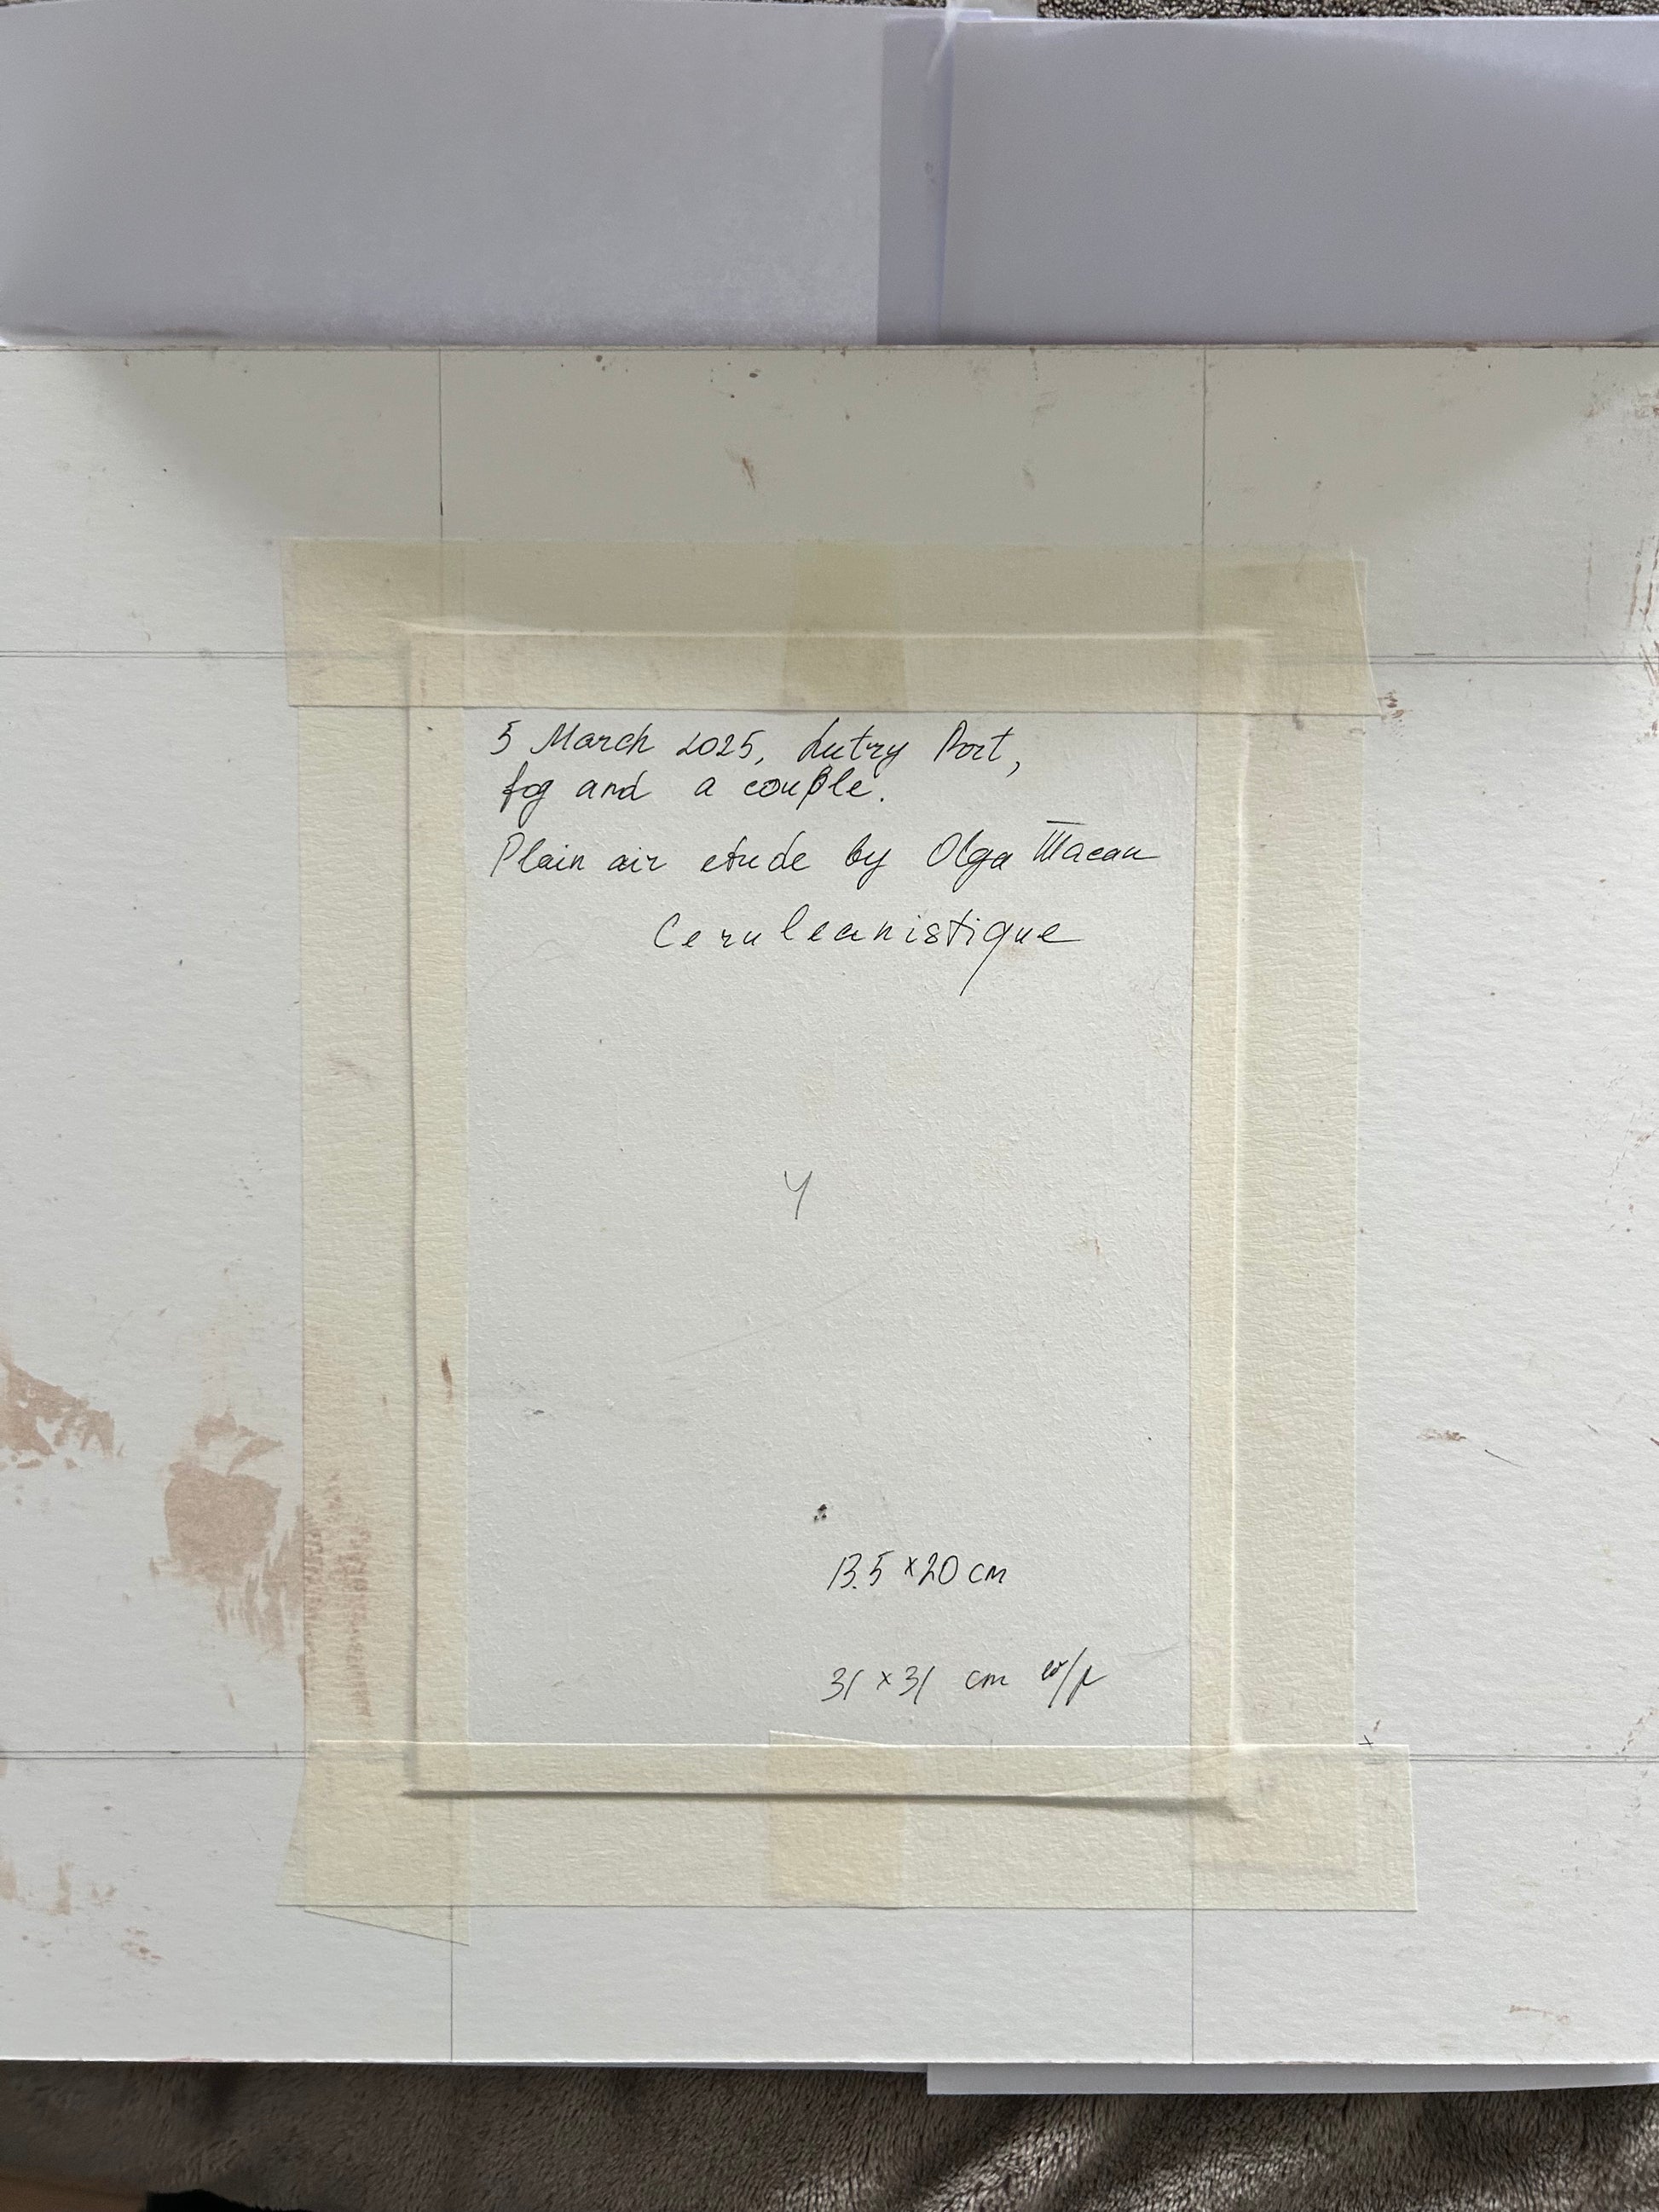 5 March 2025, Lutry Port,
fog and a couple.
Plain air etude by Olga
Ceruleanistique
Y
13.5 × 20 cm
31 × 31 cm
x